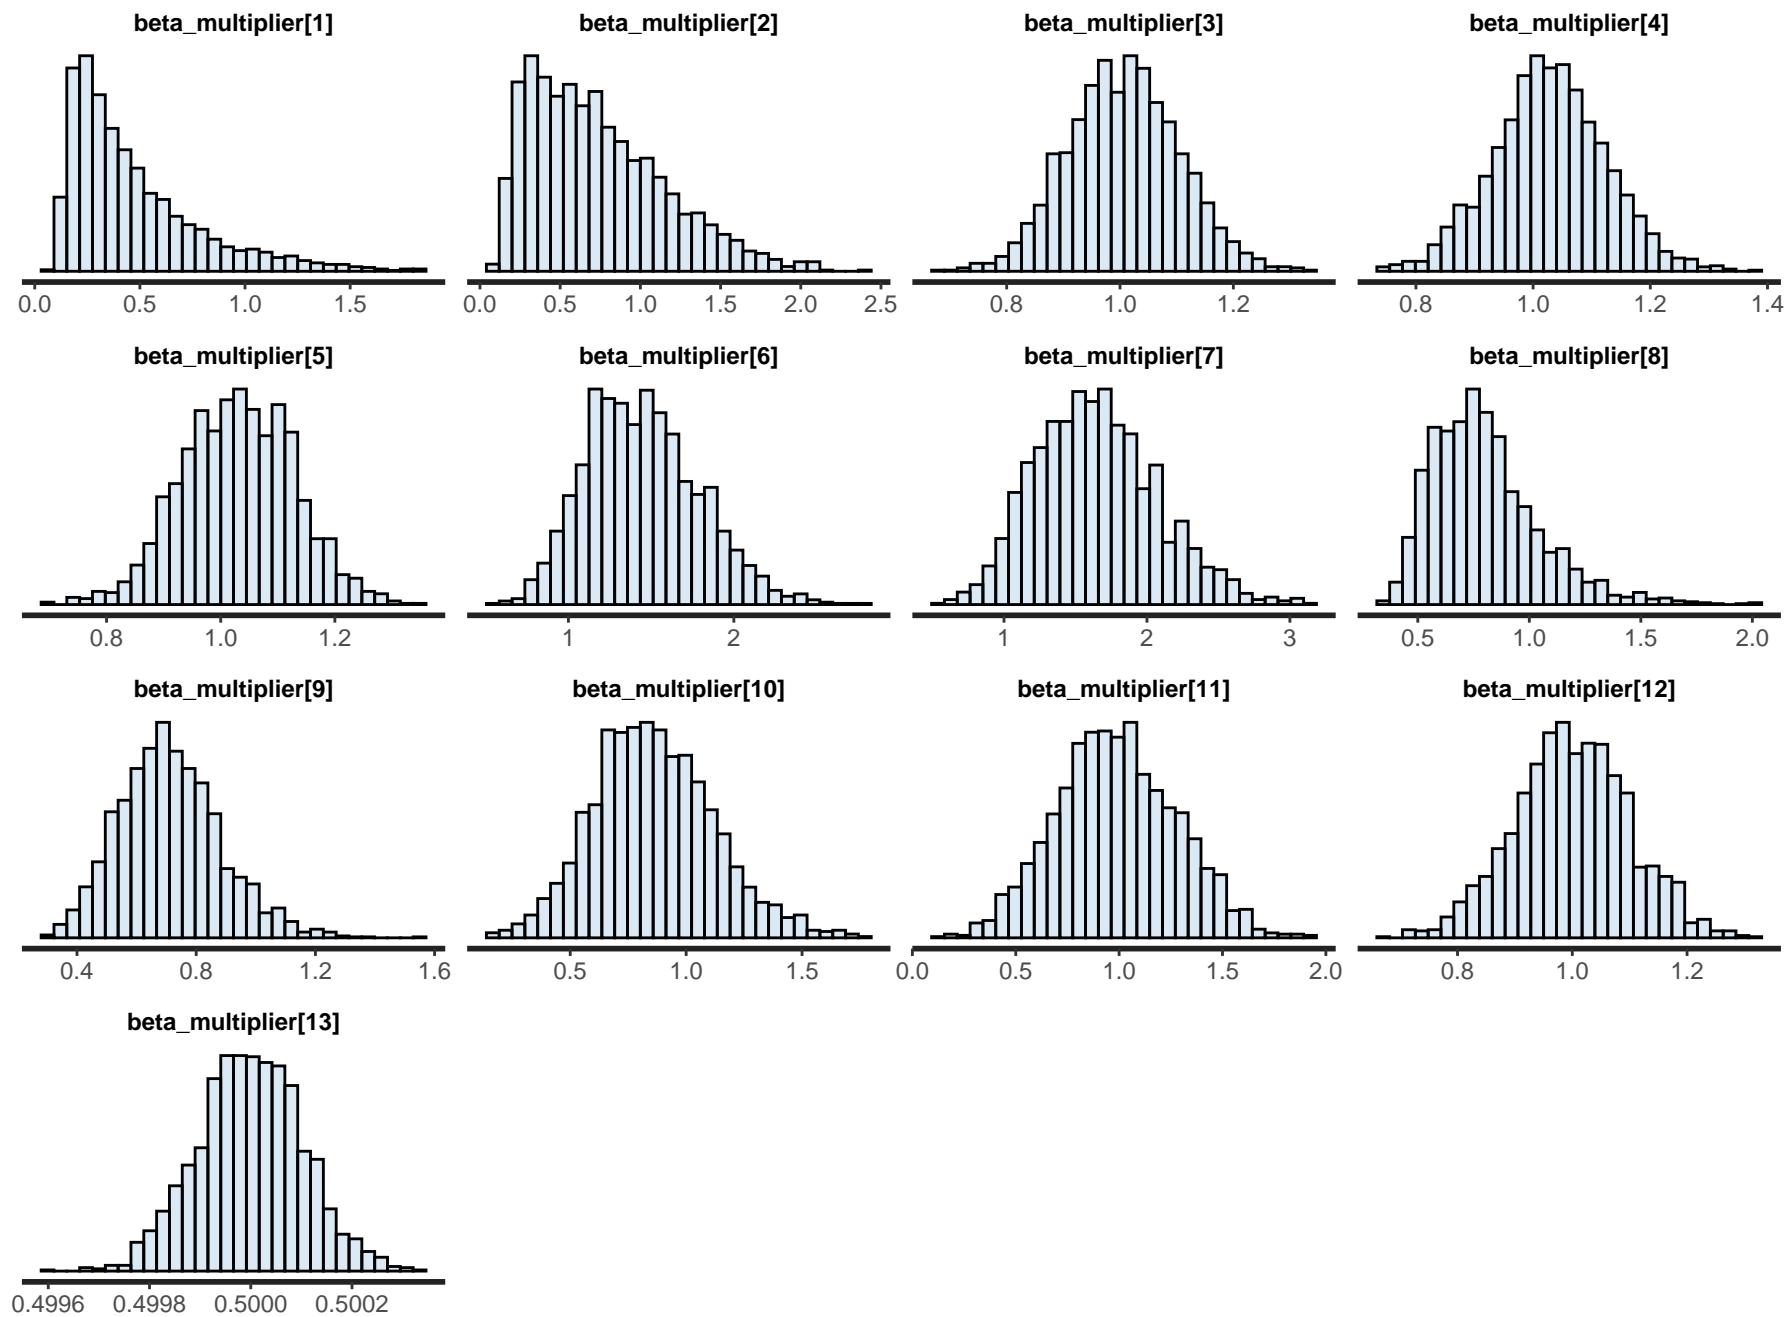 beta_multiplier[1] beta_multiplier[2] beta_multiplier[3] beta_multiplier[4]
0.0 0.5 1.0 1.5 0.0 0.5 1.0 1.5 2.0 2.5 0.8 1.0 1.2 0.8 1.0 1.2 1.4
beta_multiplier[5] beta_multiplier[6] beta_multiplier[7] beta_multiplier[8]
0.8 1.0 1.2 1 2 1 2 3 0.5 1.0 1.5 2.0
beta_multiplier[9] beta_multiplier[10] beta_multiplier[11] beta_multiplier[12]
0.4 0.8 1.2 1.6 0.5 1.0 1.5 0.0 0.5 1.0 1.5 2.0 0.8 1.0 1.2
beta_multiplier[13]
0.4996 0.4998 0.5000 0.5002